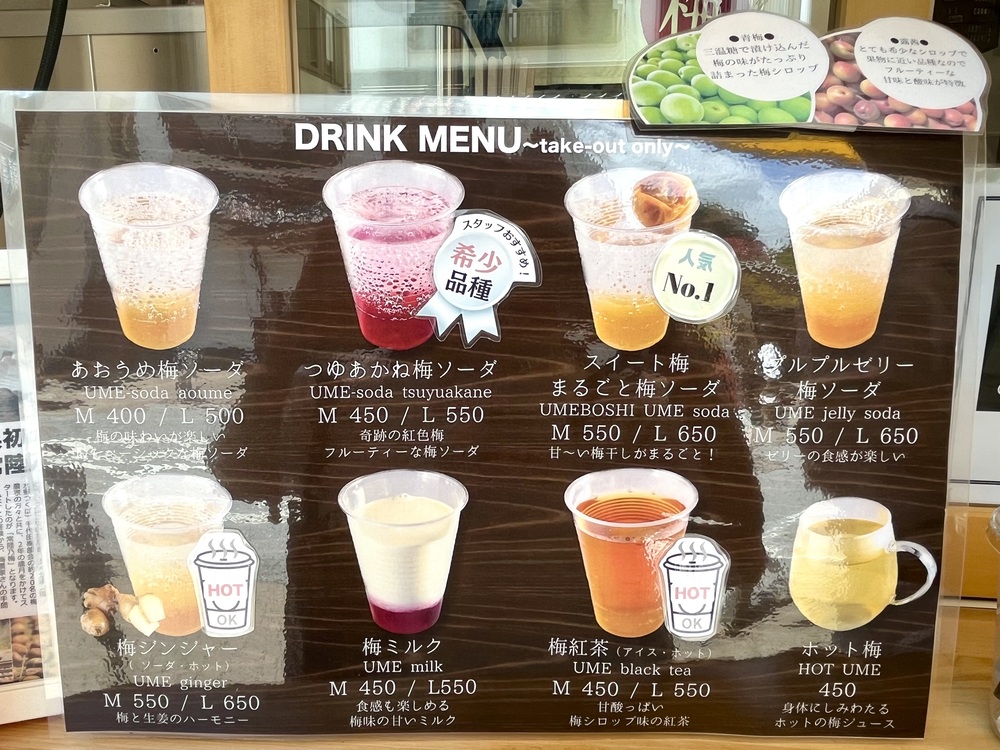 梅
●青梅●
三温糖で漬け込んだ
梅の味がたっぷり
詰まった梅シロップ
●露茜●
とても希少なシロップで
果物に近い品種なので
フルーティーな
甘味と酸味が特徴
DRINK MENU~take-out only~
スタッフおすすめ!
希少
品種
人気
No.1
あおうめ梅ソーダ
UME-soda aoume
M 400 / L 500
梅の味わいが楽しい
梅ソーダ
つゆあかね梅ソーダ
UME-soda tsuyuakane
M 450 / L 550
奇跡の紅色梅
フルーティーな梅ソーダ
スイート梅
まるごと梅ソーダ
UMEBOSHI UME soda
M 550 / L 650
甘〜い梅干しがまるごと!
プルプルゼリー
梅ソーダ
UME jelly soda
M 550 / L 650
ゼリーの食感が楽しい
HOT
OK
梅ジンジャー
(ソーダ・ホット)
UME ginger
M 550 / L 650
梅と生姜のハーモニー
梅ミルク
UME milk
M 450 / L550
食感も楽しめる
梅味の甘いミルク
HOT
OK
梅紅茶(アイス・ホット)
UME black tea
M 450 / L 550
甘酸っぱい
梅シロップ味の紅茶
ホット梅
HOT UME
450
身体にしみわたる
ホットの梅ジュース